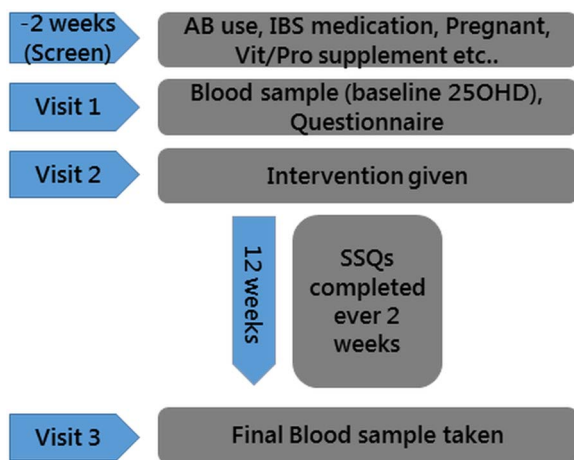 -2 weeks
(Screen)
AB use, IBS medication, Pregnant,
Vit/Pro supplement etc..
Visit 1
Blood sample (baseline 25OHD),
Questionnaire
Visit 2
Intervention given
12 weeks
SSQs
completed
ever 2
weeks
Visit 3
Final Blood sample taken